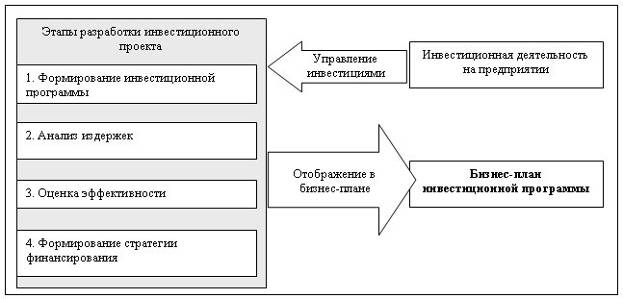 Этапы разработки инвестиционного
проекта
1. Формирование инвестиционной
программы
2. Анализ издержек
3. Оценка эффективности
4. Формирование стратегии
финансирования
Управление
инвестициями
Инвестиционная деятельность
на предприятии
Отображение в
бизнес-плане
Бизнес-план
инвестиционной программы